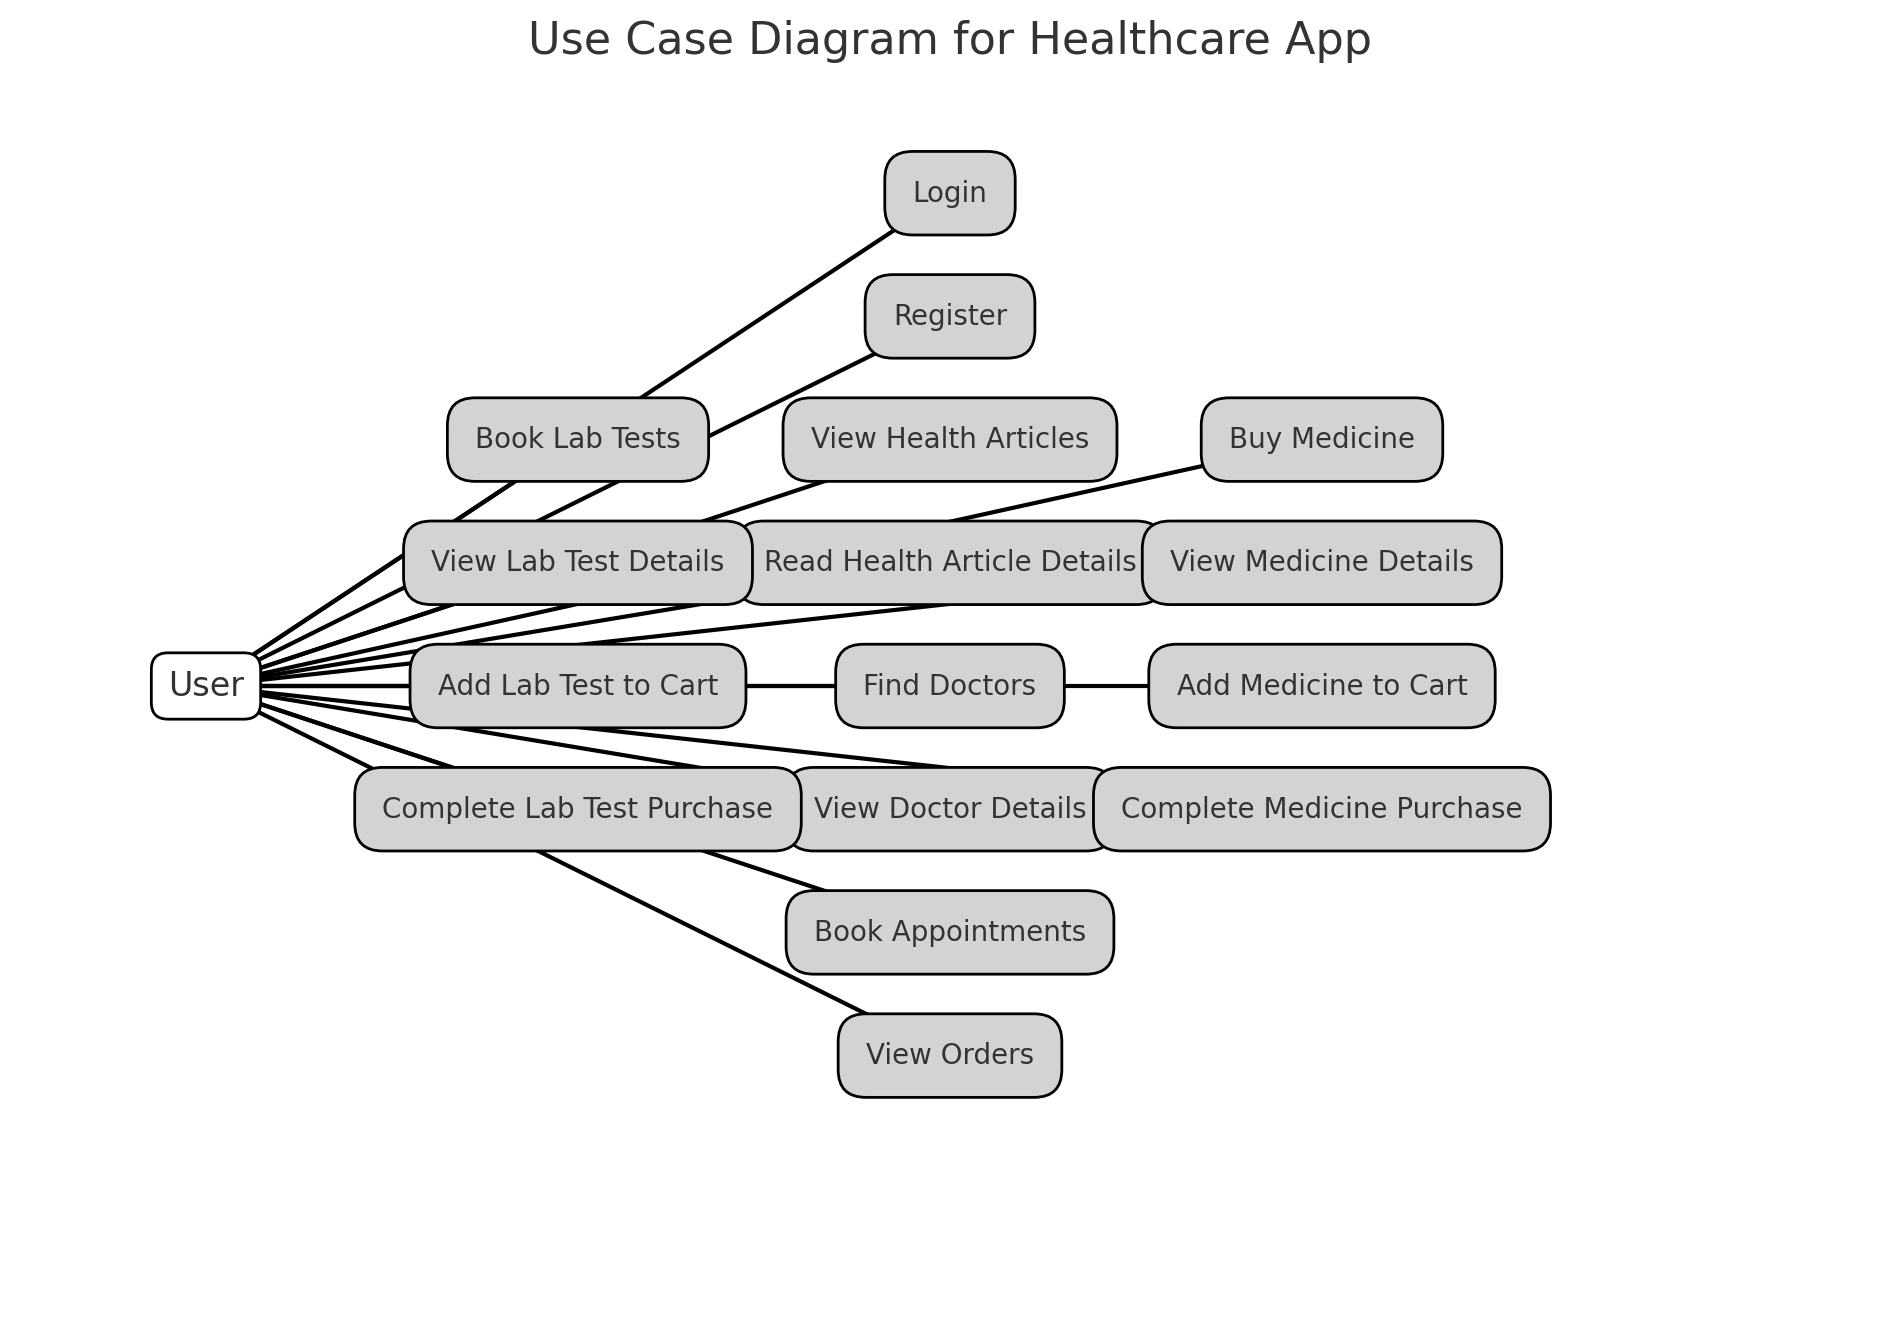 Use Case Diagram for Healthcare App
Login
Register
Book Lab Tests
View Health Articles
Buy Medicine
View Lab Test Details
Read Health Article Details
View Medicine Details
User
Add Lab Test to Cart
Find Doctors
Add Medicine to Cart
Complete Lab Test Purchase
View Doctor Details
Complete Medicine Purchase
Book Appointments
View Orders